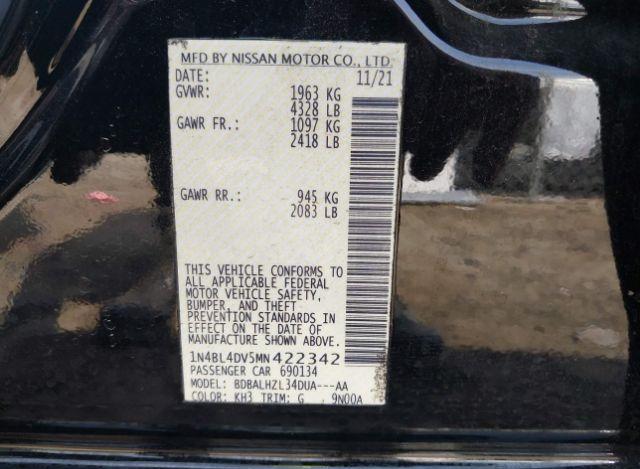 MFD BY NISSAN MOTOR CO., LTD.
DATE: 11/21
GVWR: 1963 KG
4328 LB
GAWR FR.: 1097 KG
2418 LB
GAWR RR.: 945 KG
2083 LB
THIS VEHICLE CONFORMS TO
ALL APPLICABLE FEDERAL
MOTOR VEHICLE SAFETY,
BUMPER, AND THEFT
PREVENTION STANDARDS IN
EFFECT ON THE DATE OF
MANUFACTURE SHOWN ABOVE.
1N4BL4DV5MN422342
PASSENGER CAR 690134
MODEL: BDBALHZL34DUA---AA
COLOR: KH3 TRIM: G 9N00A